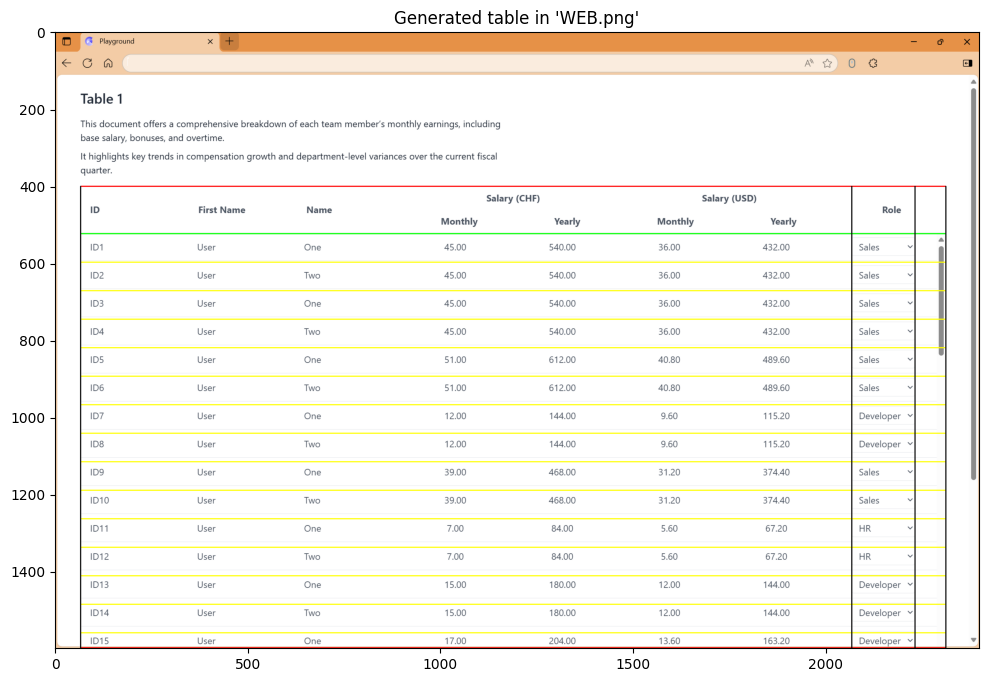 Generated table in 'WEB.png'
0
200
400
600
800
1000
1200
1400
0
500
1000
1500
2000
Playground
Table 1
This document offers a comprehensive breakdown of each team member's monthly earnings, including
base salary, bonuses, and overtime.
It highlights key trends in compensation growth and department-level variances over the current fiscal
quarter.
Salary (CHF) Salary (USD)
ID First Name Name Role
Monthly Yearly Monthly Yearly
ID1 User One 45.00 540.00 36.00 432.00 Sales
ID2 User Two 45.00 540.00 36.00 432.00 Sales
ID3 User One 45.00 540.00 36.00 432.00 Sales
ID4 User Two 45.00 540.00 36.00 432.00 Sales
ID5 User One 51.00 612.00 40.80 489.60 Sales
ID6 User Two 51.00 612.00 40.80 489.60 Sales
ID7 User One 12.00 144.00 9.60 115.20 Developer
ID8 User Two 12.00 144.00 9.60 115.20 Developer
ID9 User One 39.00 468.00 31.20 374.40 Sales
ID10 User Two 39.00 468.00 31.20 374.40 Sales
ID11 User One 7.00 84.00 5.60 67.20 HR
ID12 User Two 7.00 84.00 5.60 67.20 HR
ID13 User One 15.00 180.00 12.00 144.00 Developer
ID14 User Two 15.00 180.00 12.00 144.00 Developer
ID15 User One 17.00 204.00 13.60 163.20 Developer